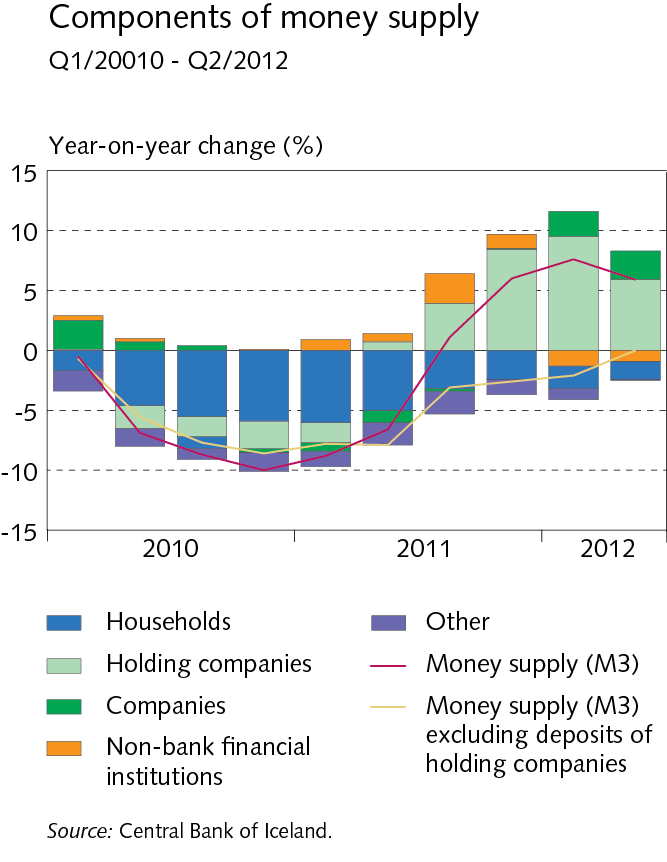 Components of money supply
Q1/20010 - Q2/2012
Year-on-year change (%)
15
10
5
0
-5
-10
-15
2010 2011 2012
Households
Holding companies
Companies
Non-bank financial
institutions
Other
Money supply (M3)
Money supply (M3)
excluding deposits of
holding companies
Source: Central Bank of Iceland.